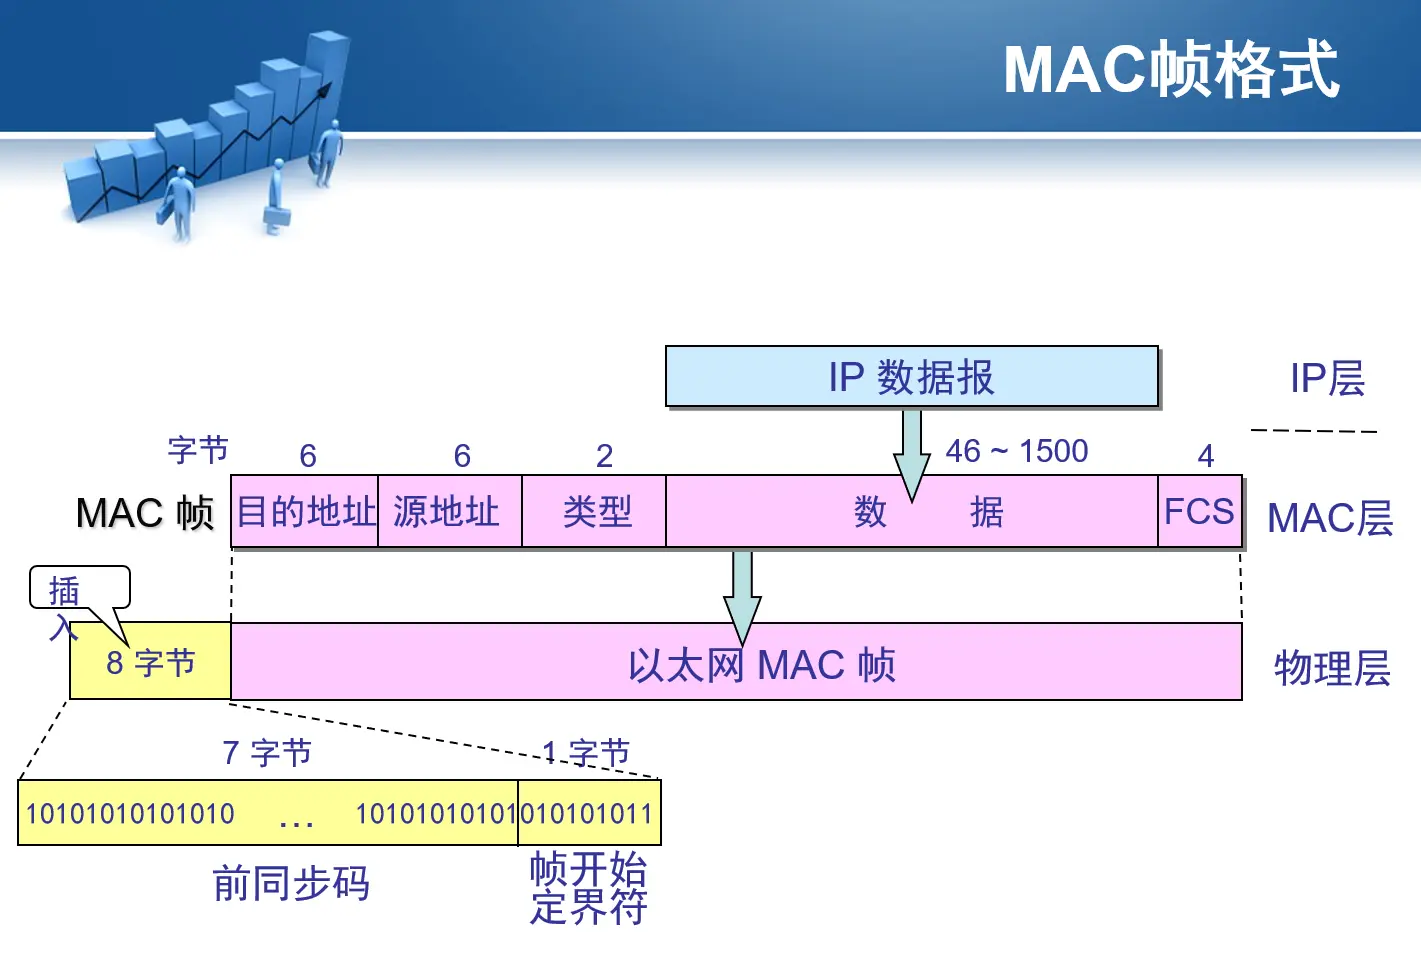 MAC帧格式
IP 数据报
IP层
字节
6
6
2
46 ~ 1500
4
MAC 帧
目的地址
源地址
类型
数 据
FCS
MAC层
插
入
8 字节
以太网 MAC 帧
物理层
7 字节
1 字节
10101010101010 … 10101010101010101011
前同步码
帧开始
定界符